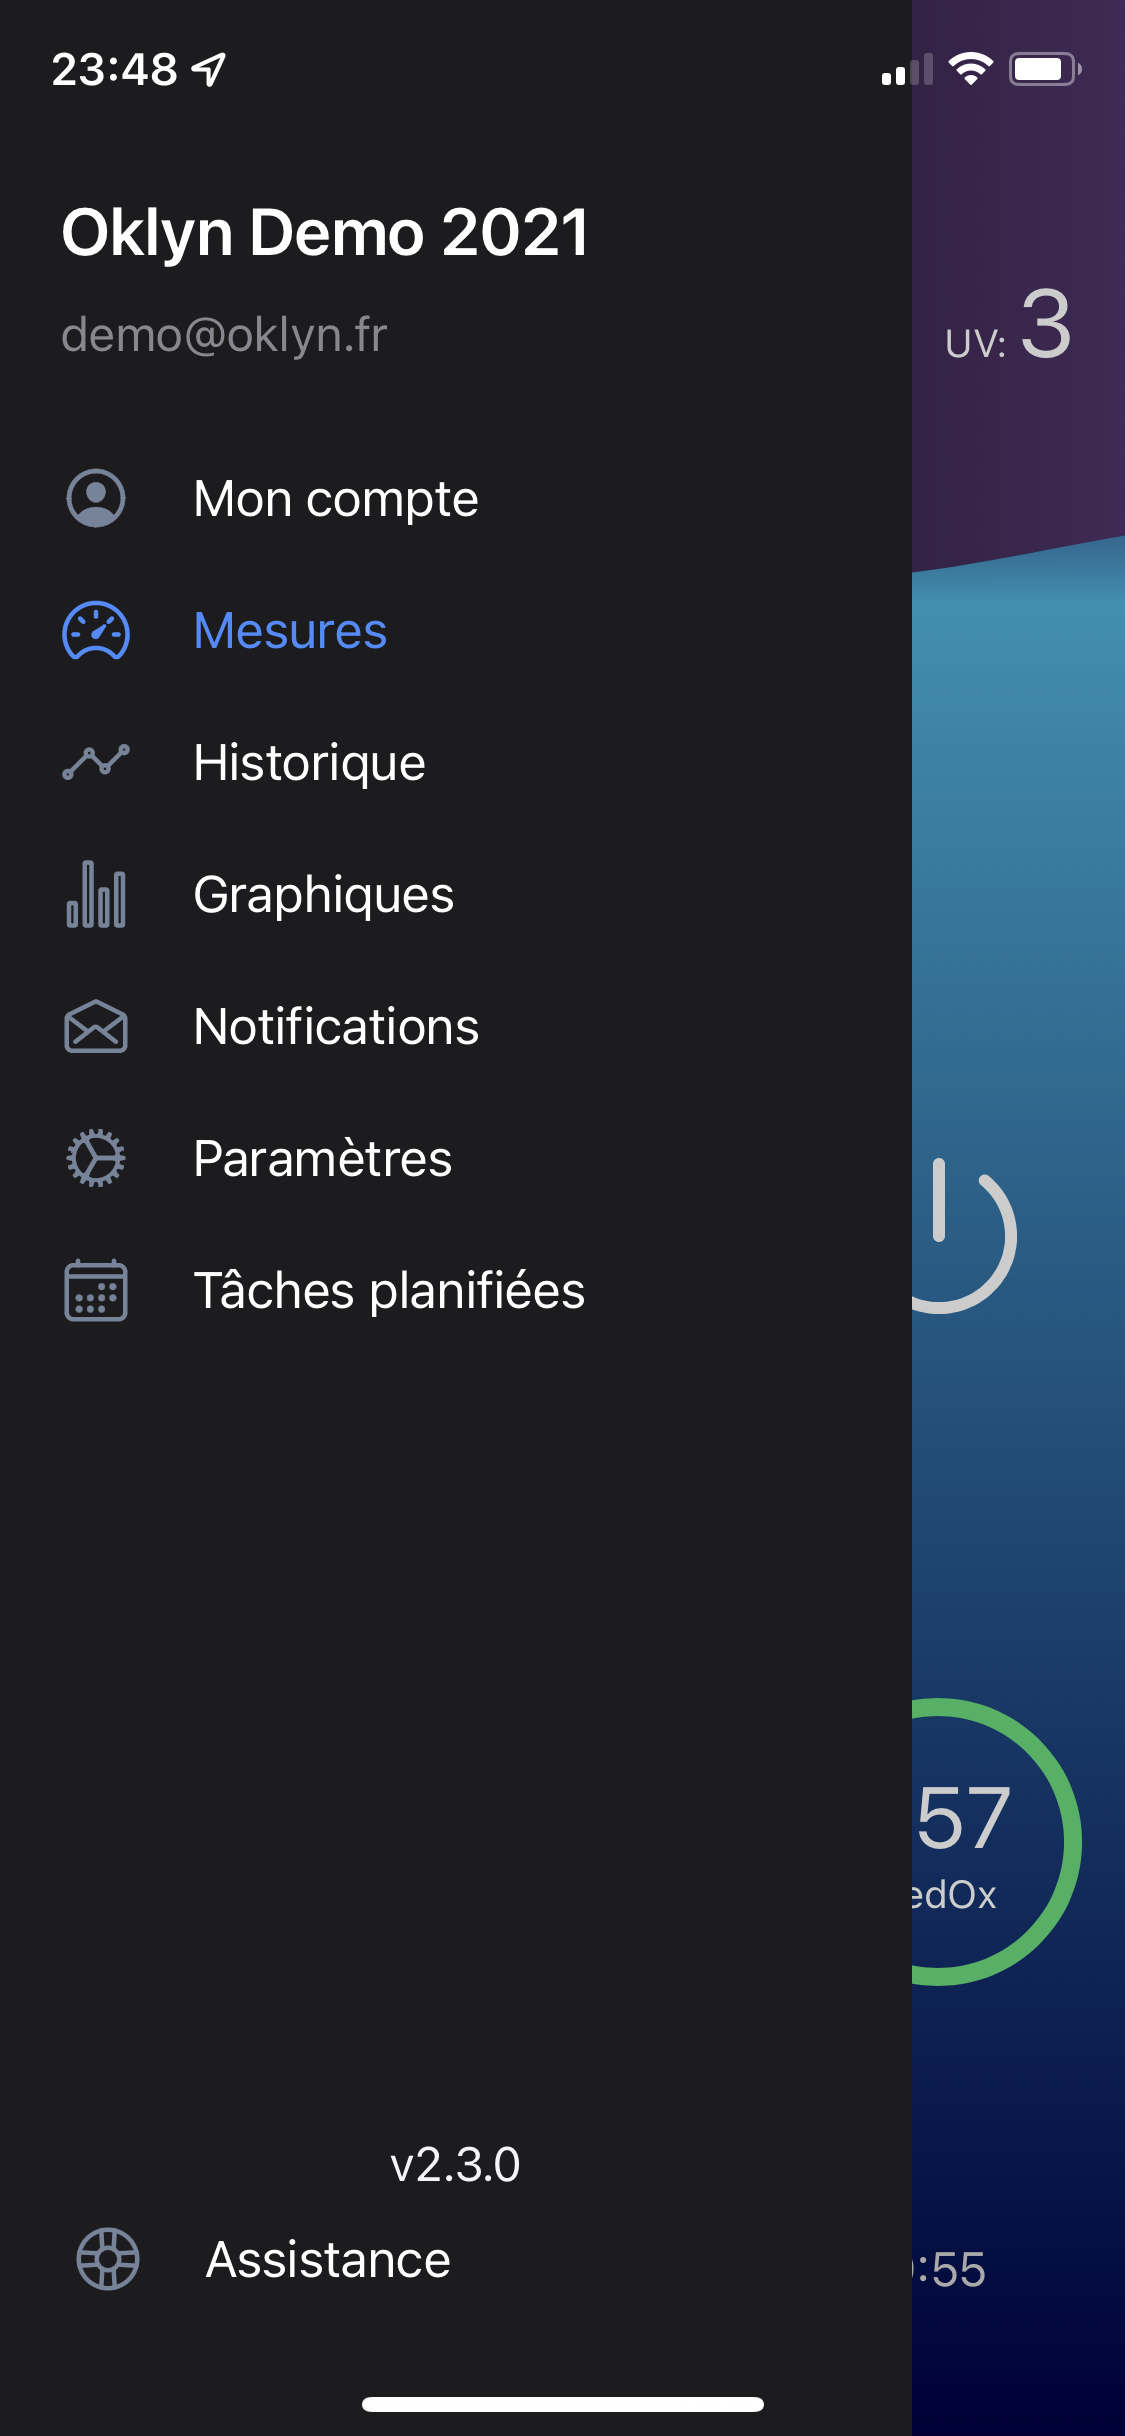 23:48
Oklyn Demo 2021
demo@oklyn.fr
UV: 3
Mon compte
Mesures
Historique
Graphiques
Notifications
Paramètres
Tâches planifiées
57
edOx
v2.3.0
Assistance
:55